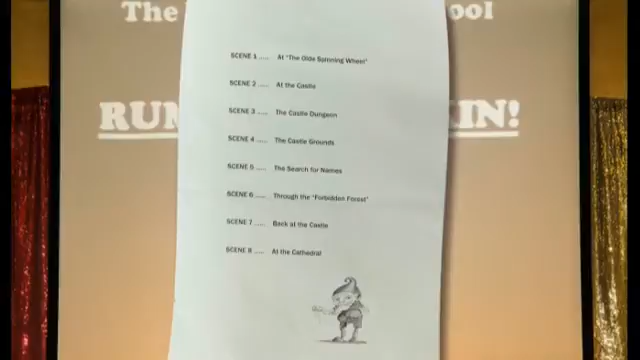 The ool
RUM KIN!
SCENE 1 ..... At "The Olde Spinning Wheel"
SCENE 2 ..... At the Castle
SCENE 3 ..... The Castle Dungeon
SCENE 4 ..... The Castle Grounds
SCENE 5 ..... The Search for Names
SCENE 6 ..... Through the "Forbidden Forest"
SCENE 7 ..... Back at the Castle
SCENE 8 ..... At the Cathedral